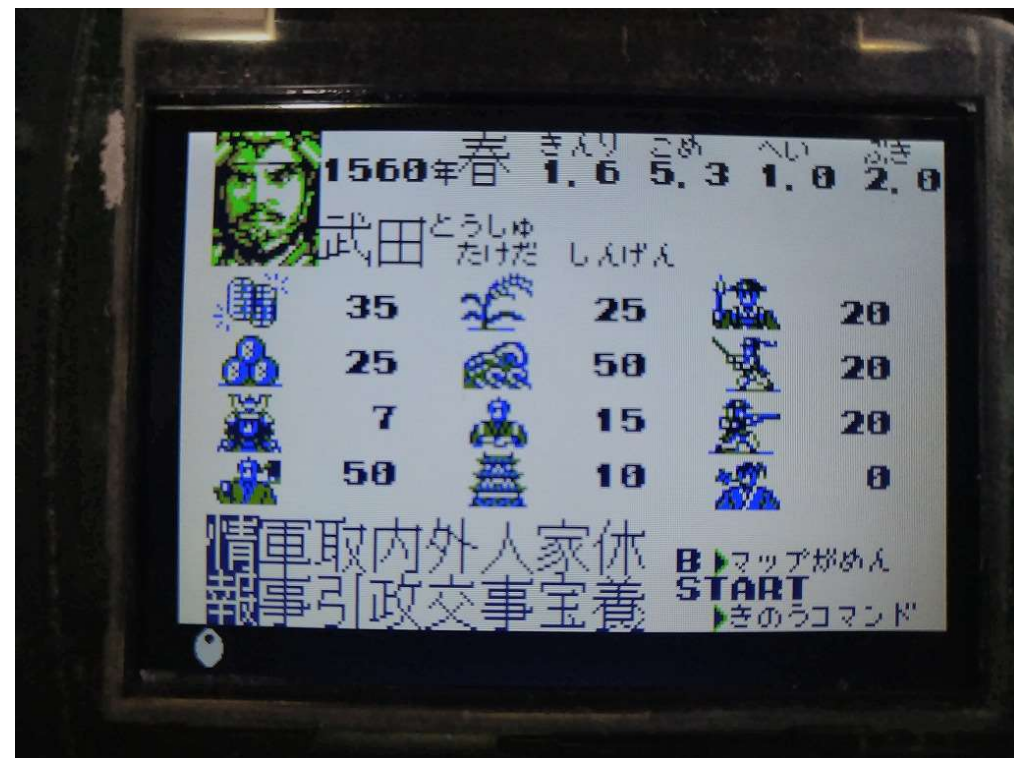 春 きんり こめ へい ぶき
1560年 1.6 5.3 1.0 2.0
武田 とうしゅ
たけだ しんげん
35 25 20
25 50 20
7 15 20
50 10 0
情報 軍事 取引 内政 外交 人事 家宝 休養
B ▶マップがめん
START
▶きのうコマンド